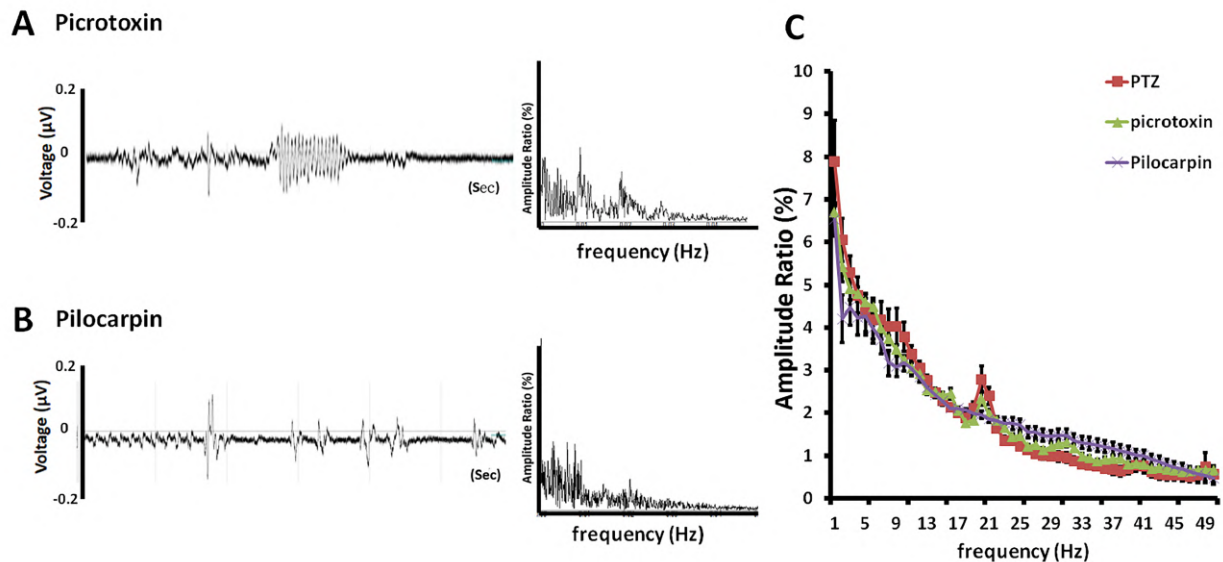 A Picrotoxin
0.2
0
-0.2
Voltage (µV)
(Sec)
Amplitude Ratio (%)
frequency (Hz)
B Pilocarpin
0.2
0
-0.2
Voltage (µV)
(Sec)
Amplitude Ratio (%)
frequency (Hz)
C
10
9
8
7
6
5
4
3
2
1
0
Amplitude Ratio (%)
PTZ
picrotoxin
Pilocarpin
1 5 9 13 17 21 25 29 33 37 41 45 49
frequency (Hz)